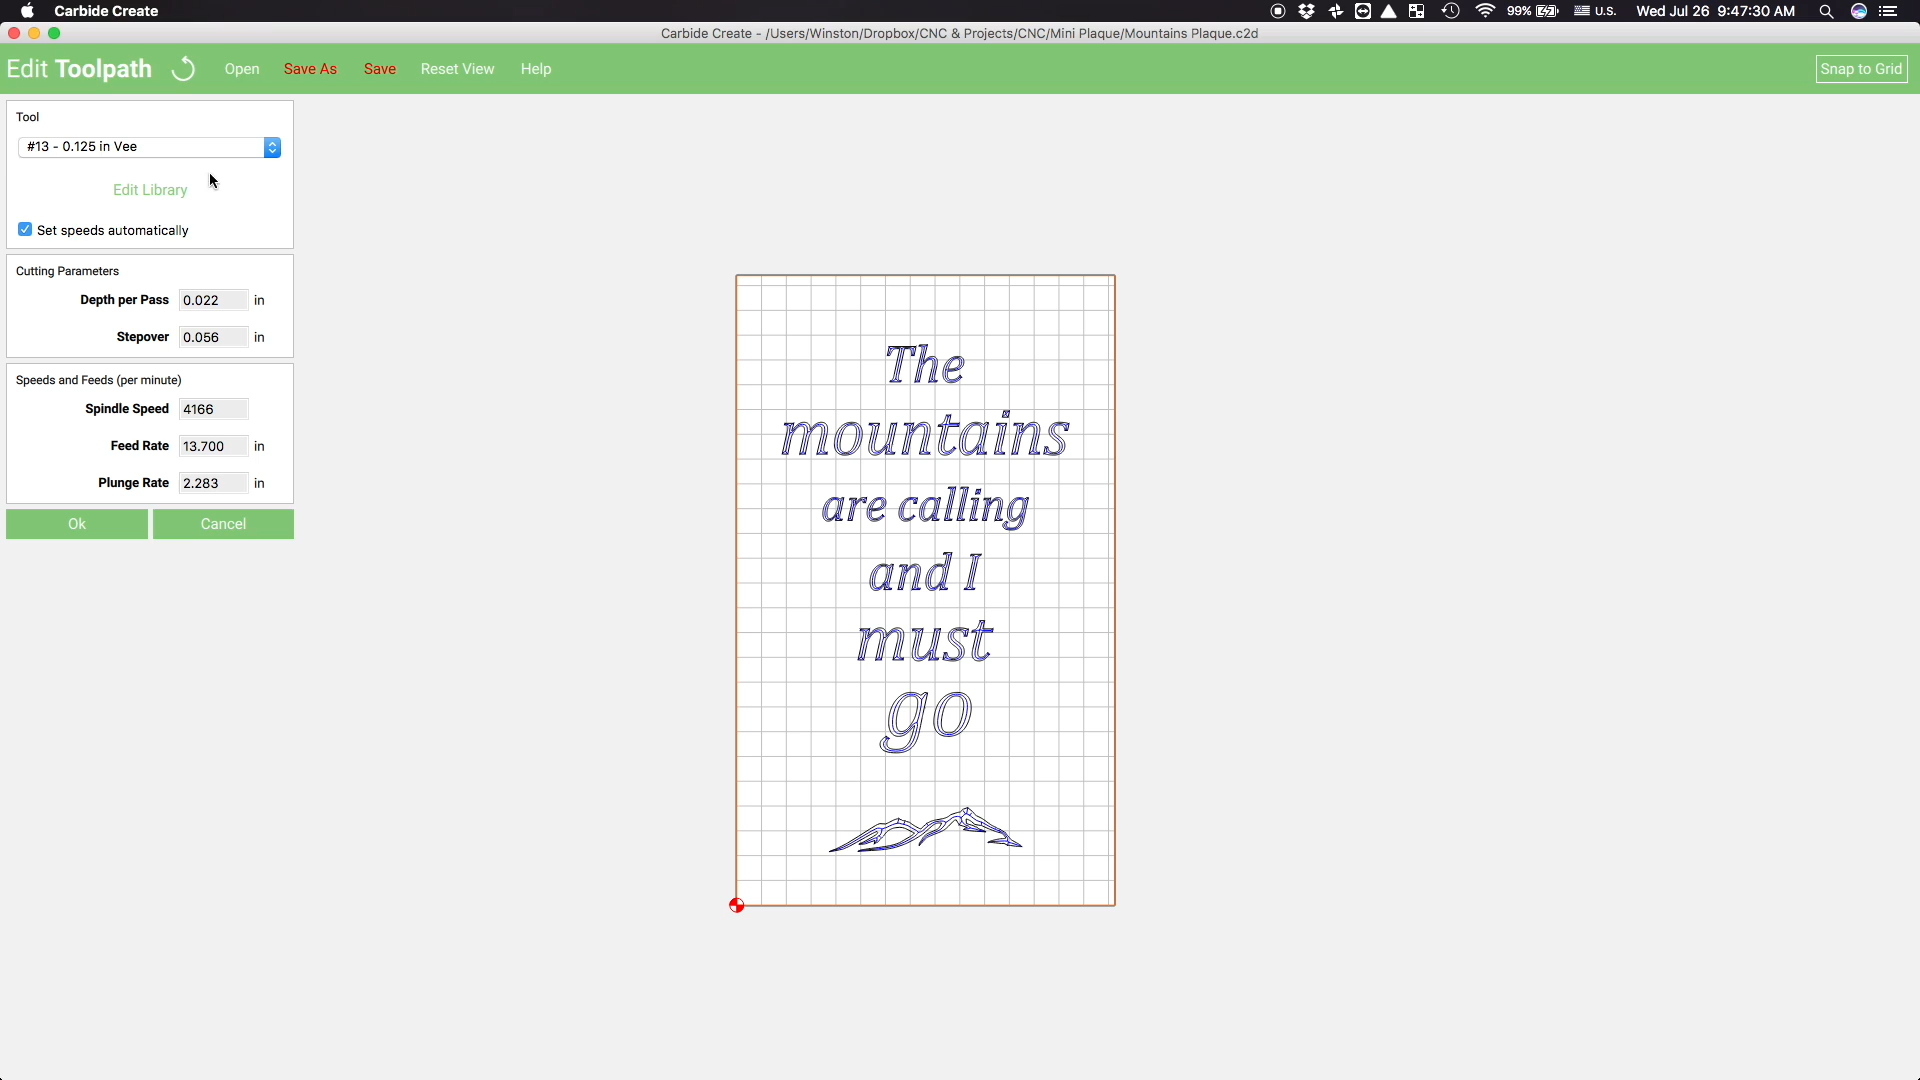 Carbide Create
99%
U.S.
Wed Jul 26 9:47:30 AM
Carbide Create - /Users/Winston/Dropbox/CNC & Projects/CNC/Mini Plaque/Mountains Plaque.c2d
Edit Toolpath
Open
Save As
Save
Reset View
Help
Snap to Grid
Tool
#13 - 0.125 in Vee
Edit Library
Set speeds automatically
Cutting Parameters
Depth per Pass 0.022 in
Stepover 0.056 in
Speeds and Feeds (per minute)
Spindle Speed 4166
Feed Rate 13.700 in
Plunge Rate 2.283 in
Ok
Cancel
The
mountains
are calling
and I
must
go